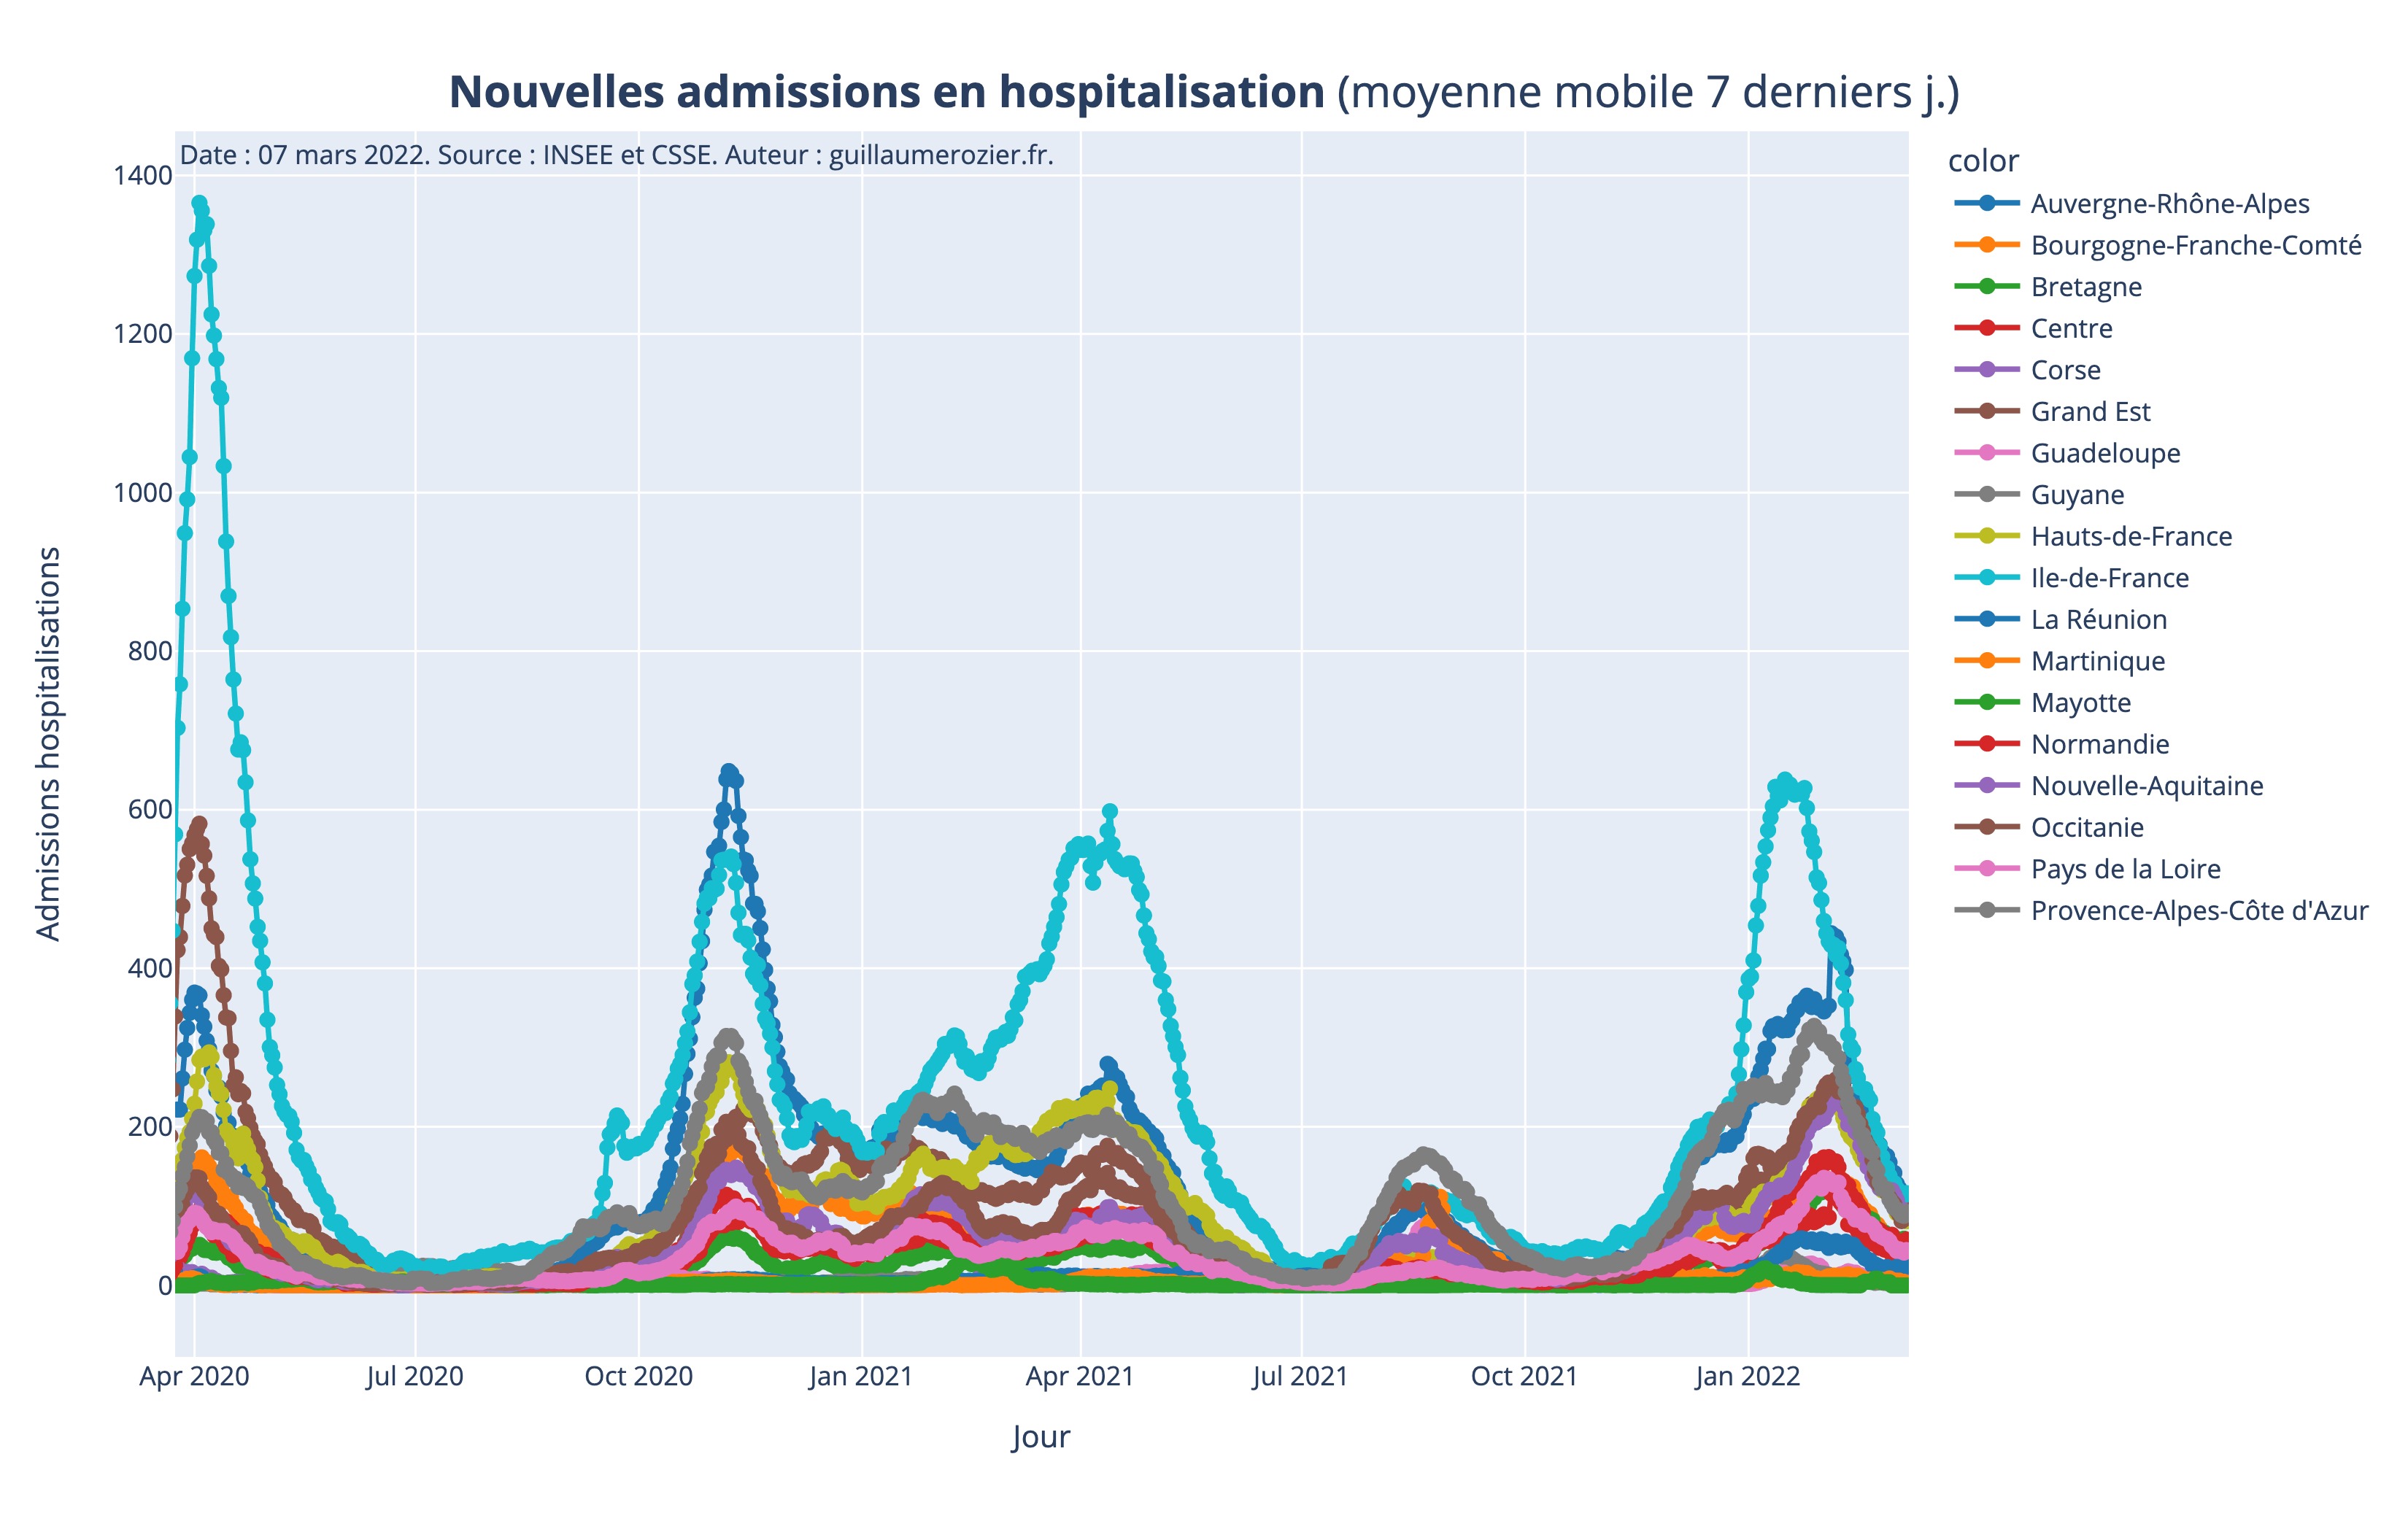 Nouvelles admissions en hospitalisation (moyenne mobile 7 derniers j.)
Date : 07 mars 2022. Source : INSEE et CSSE. Auteur : guillaumerozier.fr.
Admissions hospitalisations
1400
1200
1000
800
600
400
200
0
Apr 2020 Jul 2020 Oct 2020 Jan 2021 Apr 2021 Jul 2021 Oct 2021 Jan 2022
Jour
color
Auvergne-Rhône-Alpes
Bourgogne-Franche-Comté
Bretagne
Centre
Corse
Grand Est
Guadeloupe
Guyane
Hauts-de-France
Ile-de-France
La Réunion
Martinique
Mayotte
Normandie
Nouvelle-Aquitaine
Occitanie
Pays de la Loire
Provence-Alpes-Côte d'Azur